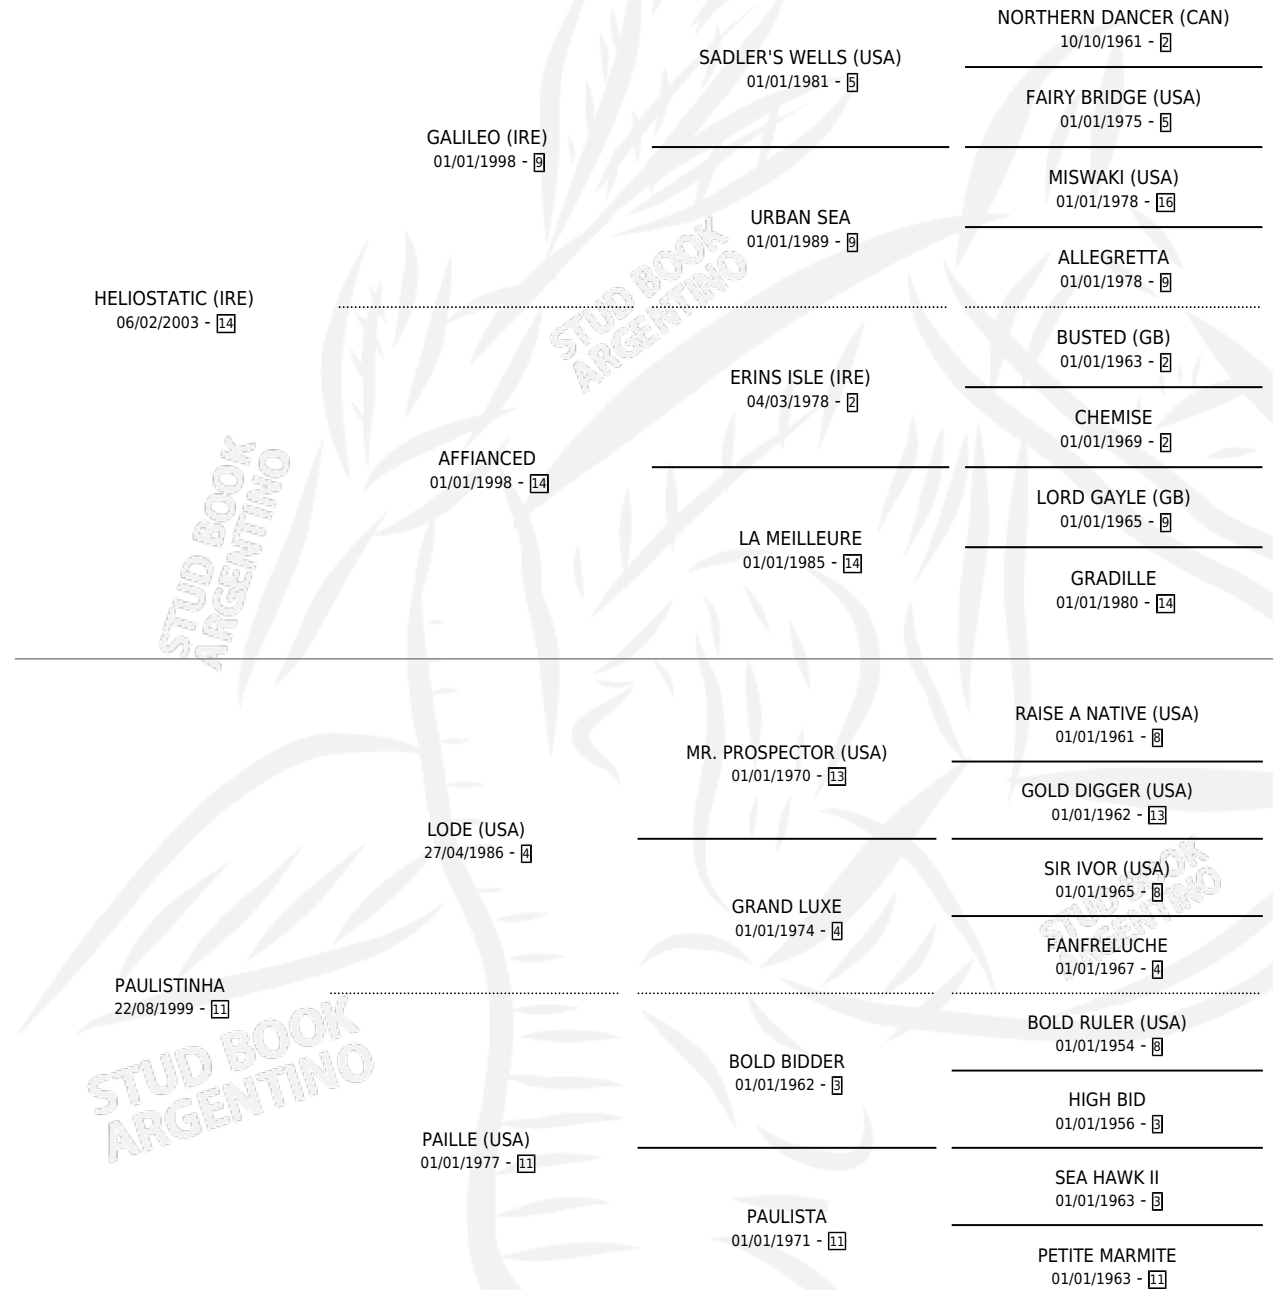 NORTHERN DANCER (CAN)
10/10/1961 - 2
SADLER'S WELLS (USA)
01/01/1981 - 5
FAIRY BRIDGE (USA)
01/01/1975 - 5
GALILEO (IRE)
01/01/1998 - 9
MISWAKI (USA)
01/01/1978 - 16
URBAN SEA
01/01/1989 - 9
ALLEGRETTA
01/01/1978 - 9
HELIOSTATIC (IRE)
06/02/2003 - 14
BUSTED (GB)
01/01/1963 - 2
ERINS ISLE (IRE)
04/03/1978 - 2
CHEMISE
01/01/1969 - 2
AFFIANCED
01/01/1998 - 14
LORD GAYLE (GB)
01/01/1965 - 9
LA MEILLEURE
01/01/1985 - 14
GRADILLE
01/01/1980 - 14
RAISE A NATIVE (USA)
01/01/1961 - 8
MR. PROSPECTOR (USA)
01/01/1970 - 13
GOLD DIGGER (USA)
01/01/1962 - 13
LODE (USA)
27/04/1986 - 4
SIR IVOR (USA)
01/01/1965 - 8
GRAND LUXE
01/01/1974 - 4
FANFRELUCHE
01/01/1967 - 4
PAULISTINHA
22/08/1999 - 11
BOLD RULER (USA)
01/01/1954 - 8
BOLD BIDDER
01/01/1962 - 3
HIGH BID
01/01/1956 - 3
PAILLE (USA)
01/01/1977 - 11
SEA HAWK II
01/01/1963 - 3
PAULISTA
01/01/1971 - 11
PETITE MARMITE
01/01/1963 - 11
STUD BOOK
ARGENTINO
STUD BOOK
ARGENTINO
STUD BOOK
ARGENTINO
STUD BOOK
ARGENTINO